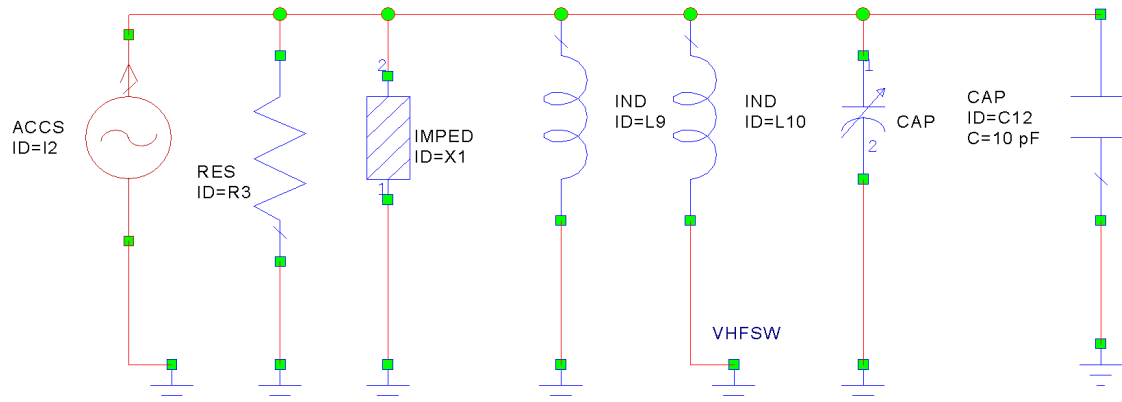 ACCS
ID=I2
RES
ID=R3
2
IMPED
ID=X1
1
IND
ID=L9
IND
ID=L10
VHFSW
1
CAP
2
CAP
ID=C12
C=10 pF